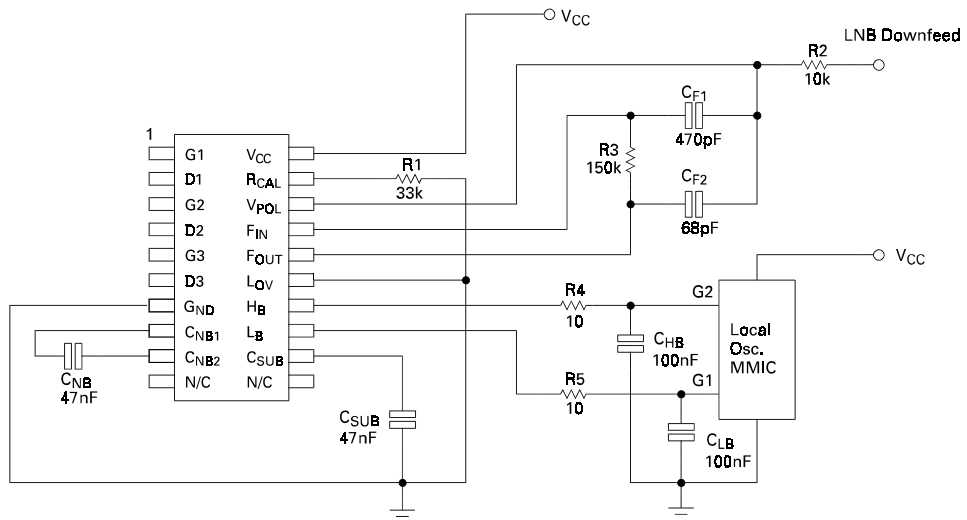 VCC
LNB Downfeed
R2
10k
CF1
470pF
R3
150k
CF2
68pF
1
G1 VCC
D1 RCAL
G2 VPOL
D2 FIN
G3 FOUT
D3 LOV
GND HB
CNB1 LB
CNB2 CSUB
N/C N/C
R1
33k
CNB
47nF
CSUB
47nF
VCC
R4
10
G2
CHB
100nF
Local
Osc.
MMIC
R5
10
G1
CLB
100nF